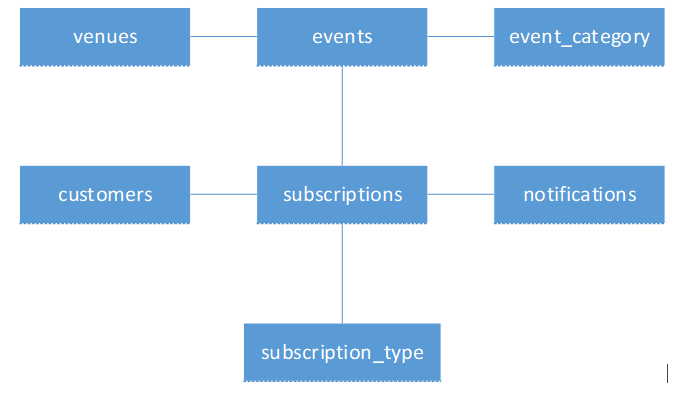 venues
events
event_category
customers
subscriptions
notifications
subscription_type